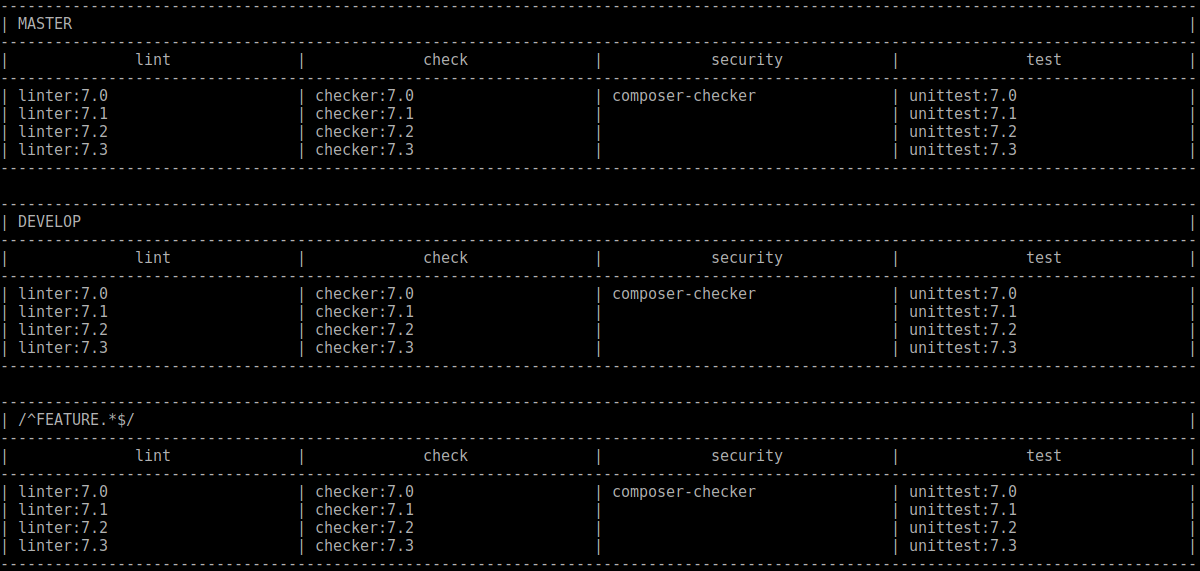 ------------------------------------------------------------------------------------------------------------------------------------
| MASTER |
------------------------------------------------------------------------------------------------------------------------------------
| lint | check | security | test |
------------------------------------------------------------------------------------------------------------------------------------
| linter:7.0 | checker:7.0 | composer-checker | unittest:7.0 |
| linter:7.1 | checker:7.1 | | unittest:7.1 |
| linter:7.2 | checker:7.2 | | unittest:7.2 |
| linter:7.3 | checker:7.3 | | unittest:7.3 |
------------------------------------------------------------------------------------------------------------------------------------
------------------------------------------------------------------------------------------------------------------------------------
| DEVELOP |
------------------------------------------------------------------------------------------------------------------------------------
| lint | check | security | test |
------------------------------------------------------------------------------------------------------------------------------------
| linter:7.0 | checker:7.0 | composer-checker | unittest:7.0 |
| linter:7.1 | checker:7.1 | | unittest:7.1 |
| linter:7.2 | checker:7.2 | | unittest:7.2 |
| linter:7.3 | checker:7.3 | | unittest:7.3 |
------------------------------------------------------------------------------------------------------------------------------------
------------------------------------------------------------------------------------------------------------------------------------
| /^FEATURE.*$/ |
------------------------------------------------------------------------------------------------------------------------------------
| lint | check | security | test |
------------------------------------------------------------------------------------------------------------------------------------
| linter:7.0 | checker:7.0 | composer-checker | unittest:7.0 |
| linter:7.1 | checker:7.1 | | unittest:7.1 |
| linter:7.2 | checker:7.2 | | unittest:7.2 |
| linter:7.3 | checker:7.3 | | unittest:7.3 |
------------------------------------------------------------------------------------------------------------------------------------